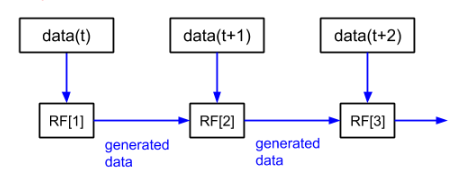 data(t)
data(t+1)
data(t+2)
RF[1]
RF[2]
RF[3]
generated
data
generated
data